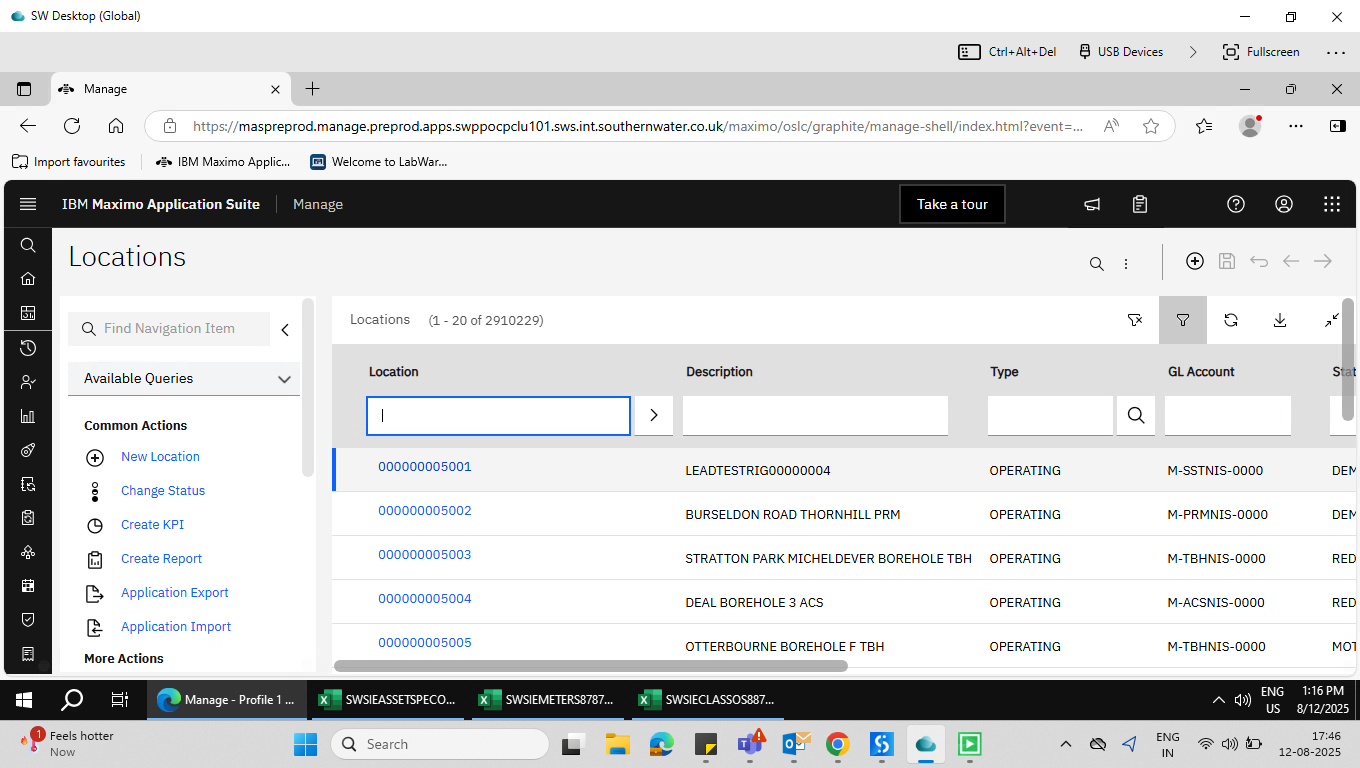 SW Desktop (Global)
Ctrl+Alt+Del USB Devices Fullscreen
Manage
https://maspreprod.manage.preprod.apps.swppocpclu101.sws.int.southernwater.co.uk/maximo/oslc/graphite/manage-shell/index.html?event=...
Import favourites IBM Maximo Applic... Welcome to LabWar...
IBM Maximo Application Suite Manage Take a tour
Locations
Find Navigation Item
Available Queries
Common Actions
New Location
Change Status
Create KPI
Create Report
Application Export
Application Import
More Actions
Locations (1 - 20 of 2910229)
Location Description Type GL Account Stat
000000005001 LEADTESTRIG00000004 OPERATING M-SSTNIS-0000 DEM
000000005002 BURSELDON ROAD THORNHILL PRM OPERATING M-PRMNIS-0000 DEM
000000005003 STRATTON PARK MICHELDEVER BOREHOLE TBH OPERATING M-TBHNIS-0000 RED
000000005004 DEAL BOREHOLE 3 ACS OPERATING M-ACSNIS-0000 RED
000000005005 OTTERBOURNE BOREHOLE F TBH OPERATING M-TBHNIS-0000 MOT
Manage - Profile 1 ... SWSIEASSETSPECO... SWSIEMETERS8787... SWSIECLASSOS887... ENG US 1:16 PM 8/12/2025
1 Feels hotter Now Search ENG IN 17:46 12-08-2025